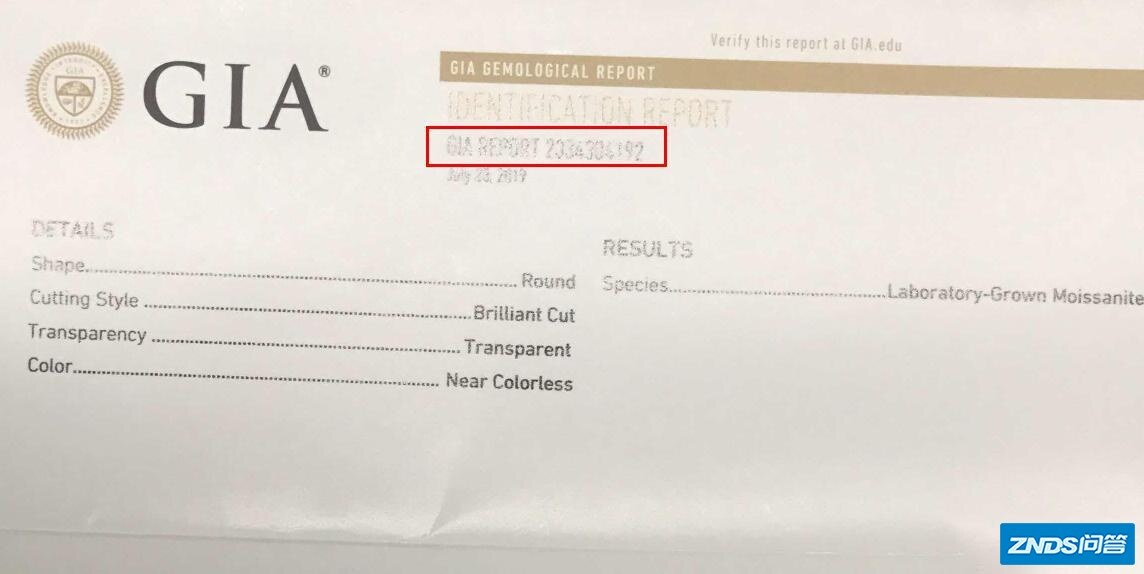 GIA®
Verify this report at GIA.edu
GIA GEMOLOGICAL REPORT
IDENTIFICATION REPORT
GIA REPORT 2334304192
July 23, 2019
DETAILS
Shape Round
Cutting Style Brilliant Cut
Transparency Transparent
Color Near Colorless
RESULTS
Species Laboratory-Grown Moissanite
ZNDS问答